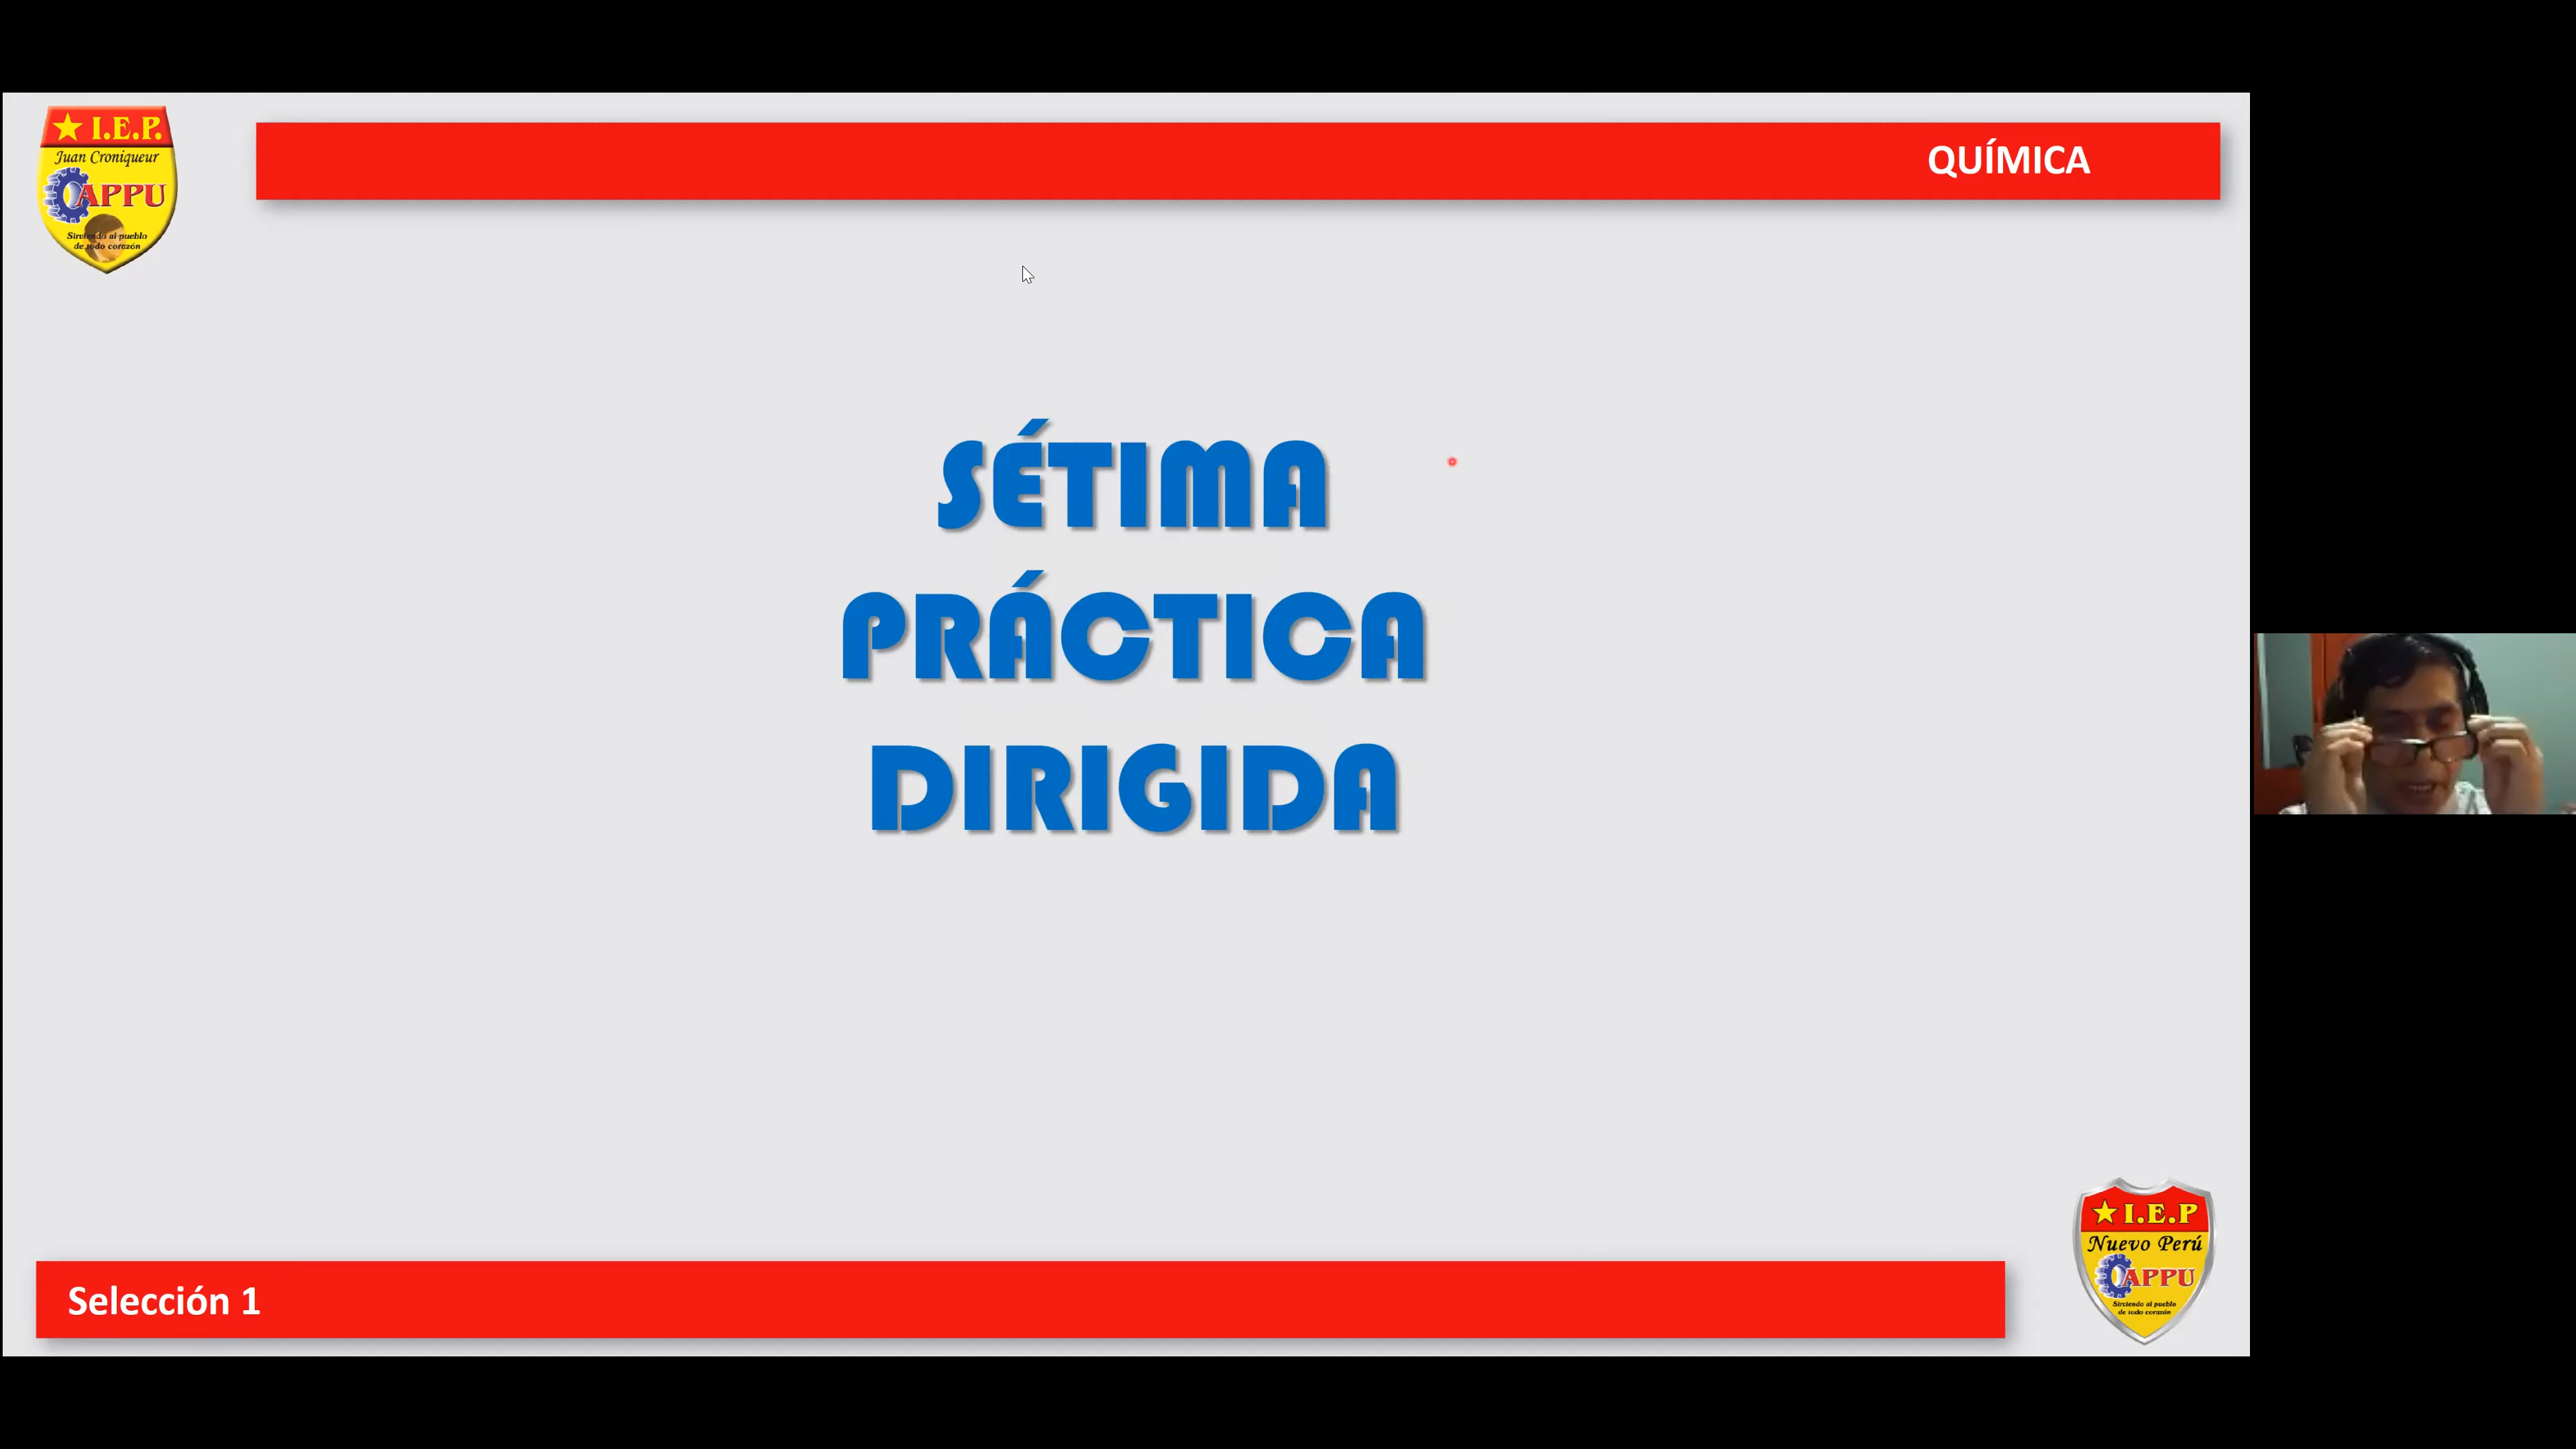 ★ I.E.P.
Juan Croniqueur
CAPPU
Sirviendo al pueblo
de todo corazón
QUÍMICA
SÉTIMA
PRÁCTICA
DIRIGIDA
Selección 1
★ I.E.P
Nuevo Perú
CAPPU
Sirviendo al pueblo
de todo corazón